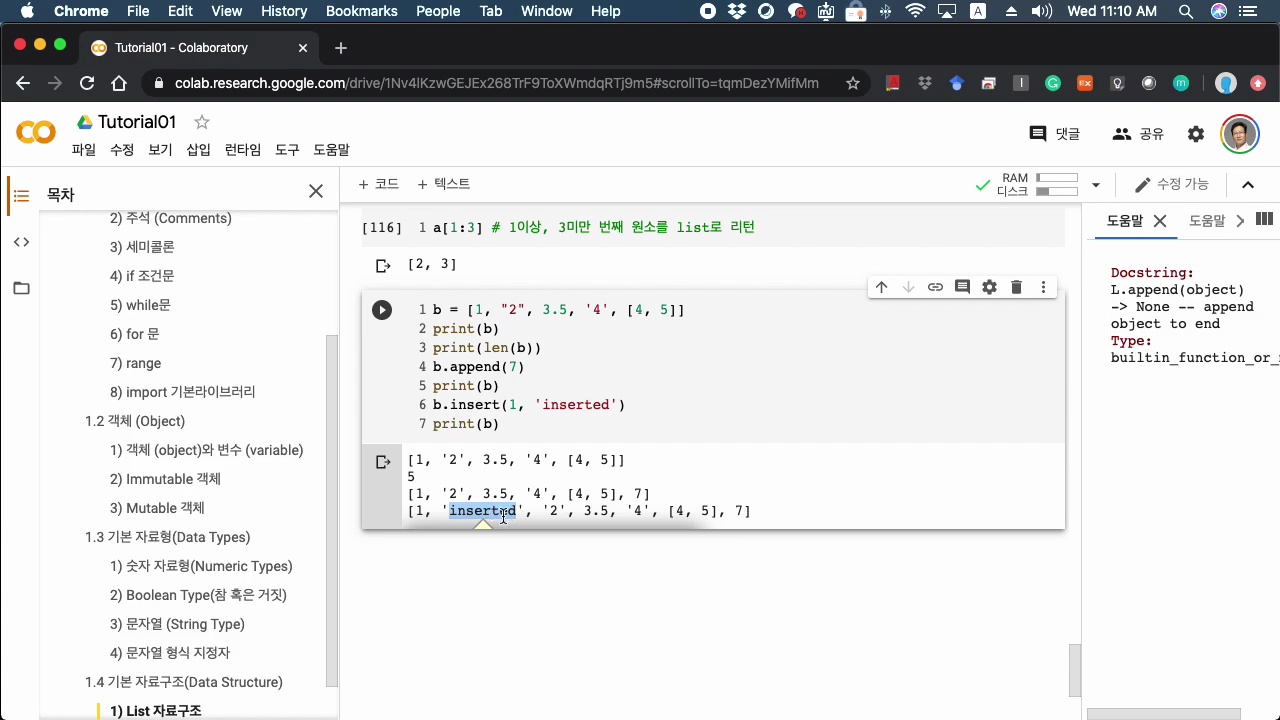 Chrome File Edit View History Bookmarks People Tab Window Help Wed 11:10 AM
Tutorial01 - Colaboratory
colab.research.google.com/drive/1Nv4lKzwGEJEx268TrF9ToXWmdqRTj9m5#scrollTo=tqmDezYMifMm
Tutorial01
댓글 공유
파일 수정 보기 삽입 런타임 도구 도움말
목차
+ 코드 + 텍스트
RAM
디스크
수정 가능
2) 주석 (Comments)
3) 세미콜론
4) if 조건문
5) while문
6) for 문
7) range
8) import 기본라이브러리
1.2 객체 (Object)
1) 객체 (object)와 변수 (variable)
2) Immutable 객체
3) Mutable 객체
1.3 기본 자료형(Data Types)
1) 숫자 자료형(Numeric Types)
2) Boolean Type(참 혹은 거짓)
3) 문자열 (String Type)
4) 문자열 형식 지정자
1.4 기본 자료구조(Data Structure)
1) List 자료구조
[116] 1 a[1:3] # 1이상, 3미만 번째 원소를 list로 리턴
[2, 3]
1 b = [1, "2", 3.5, '4', [4, 5]]
2 print(b)
3 print(len(b))
4 b.append(7)
5 print(b)
6 b.insert(1, 'inserted')
7 print(b)
[1, '2', 3.5, '4', [4, 5]]
5
[1, '2', 3.5, '4', [4, 5], 7]
[1, 'inserted', '2', 3.5, '4', [4, 5], 7]
도움말 도움말
Docstring:
L.append(object)
-> None -- append
object to end
Type:
builtin_function_or_